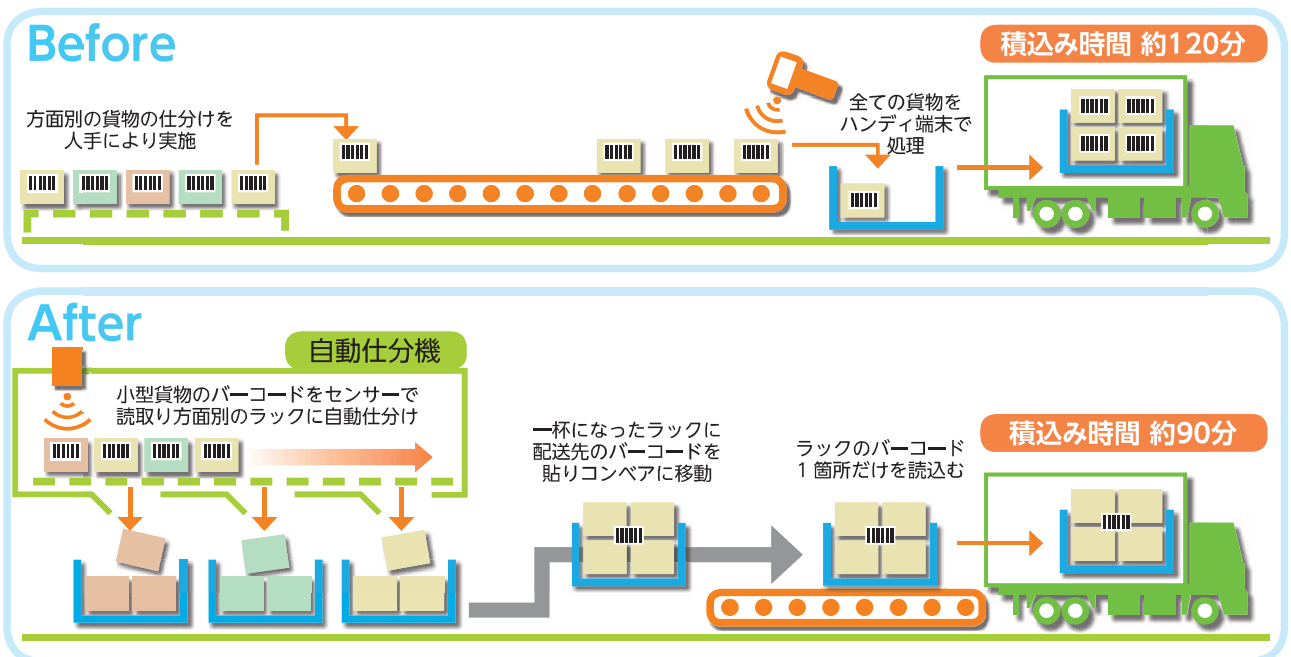 Before
積込み時間 約120分
方面別の貨物の仕分けを
人手により実施
全ての貨物を
ハンディ端末で
処理
After
自動仕分機
小型貨物のバーコードをセンサーで
読取り方面別のラックに自動仕分け
一杯になったラックに
配送先のバーコードを
貼りコンベアに移動
ラックのバーコード
1箇所だけを読込む
積込み時間 約90分